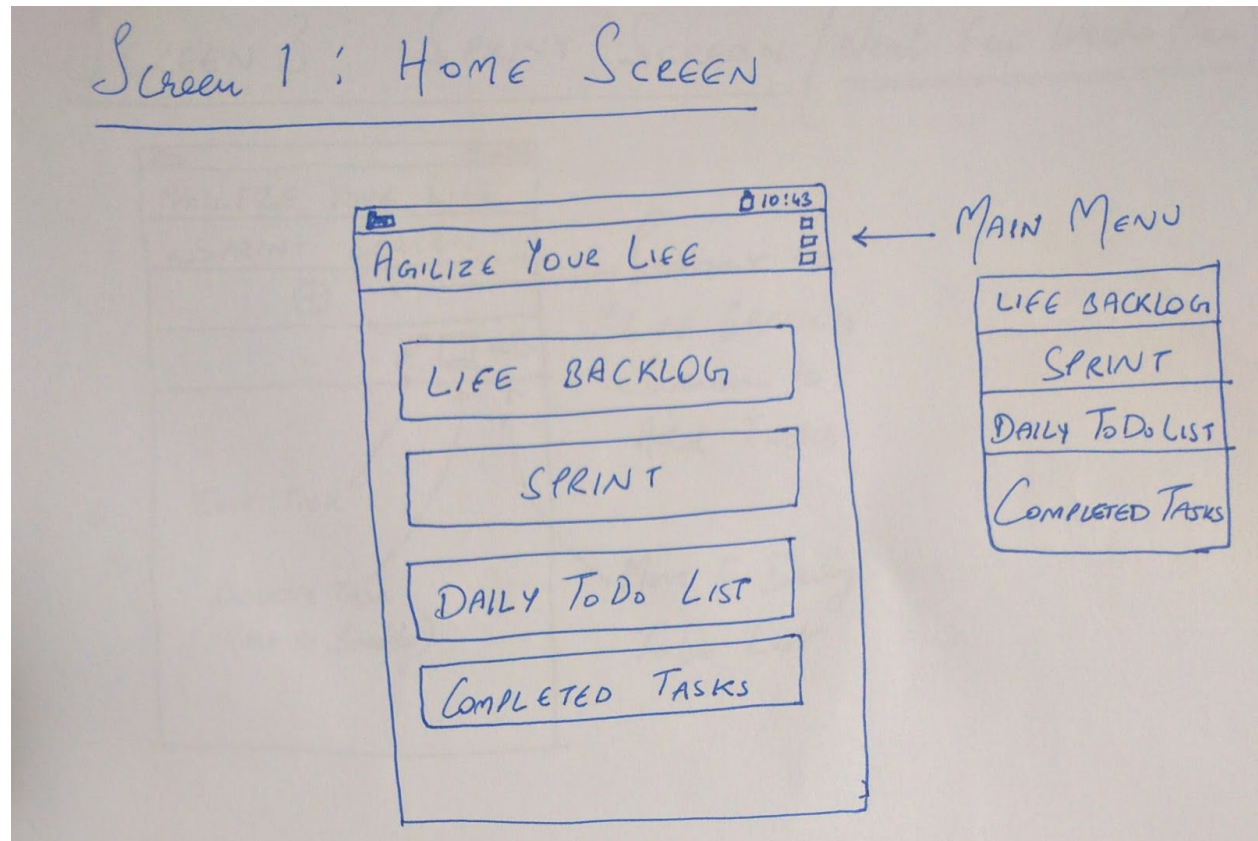 Screen 1 : HOME SCREEN
10:43
AGILIZE YOUR LIFE
LIFE BACKLOG
SPRINT
DAILY TODO LIST
COMPLETED TASKS
MAIN MENU
LIFE BACKLOG
SPRINT
DAILY TODO LIST
COMPLETED TASKS